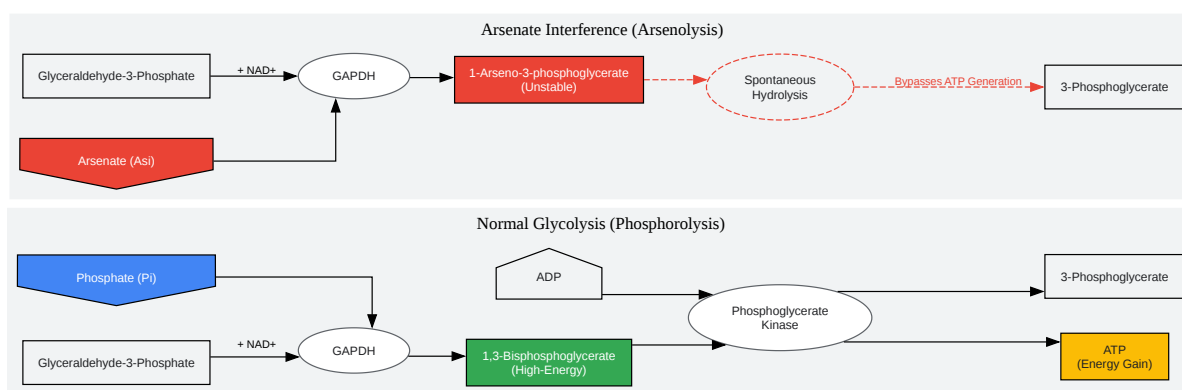 Arsenate Interference (Arsenolysis)
Glyceraldehyde-3-Phosphate
+ NAD+
GAPDH
1-Arseno-3-phosphoglycerate
(Unstable)
Spontaneous
Hydrolysis
Bypasses ATP Generation
3-Phosphoglycerate
Arsenate (Asi)
Normal Glycolysis (Phosphorolysis)
Phosphate (Pi)
ADP
3-Phosphoglycerate
Phosphoglycerate
Kinase
Glyceraldehyde-3-Phosphate
+ NAD+
GAPDH
1,3-Bisphosphoglycerate
(High-Energy)
ATP
(Energy Gain)